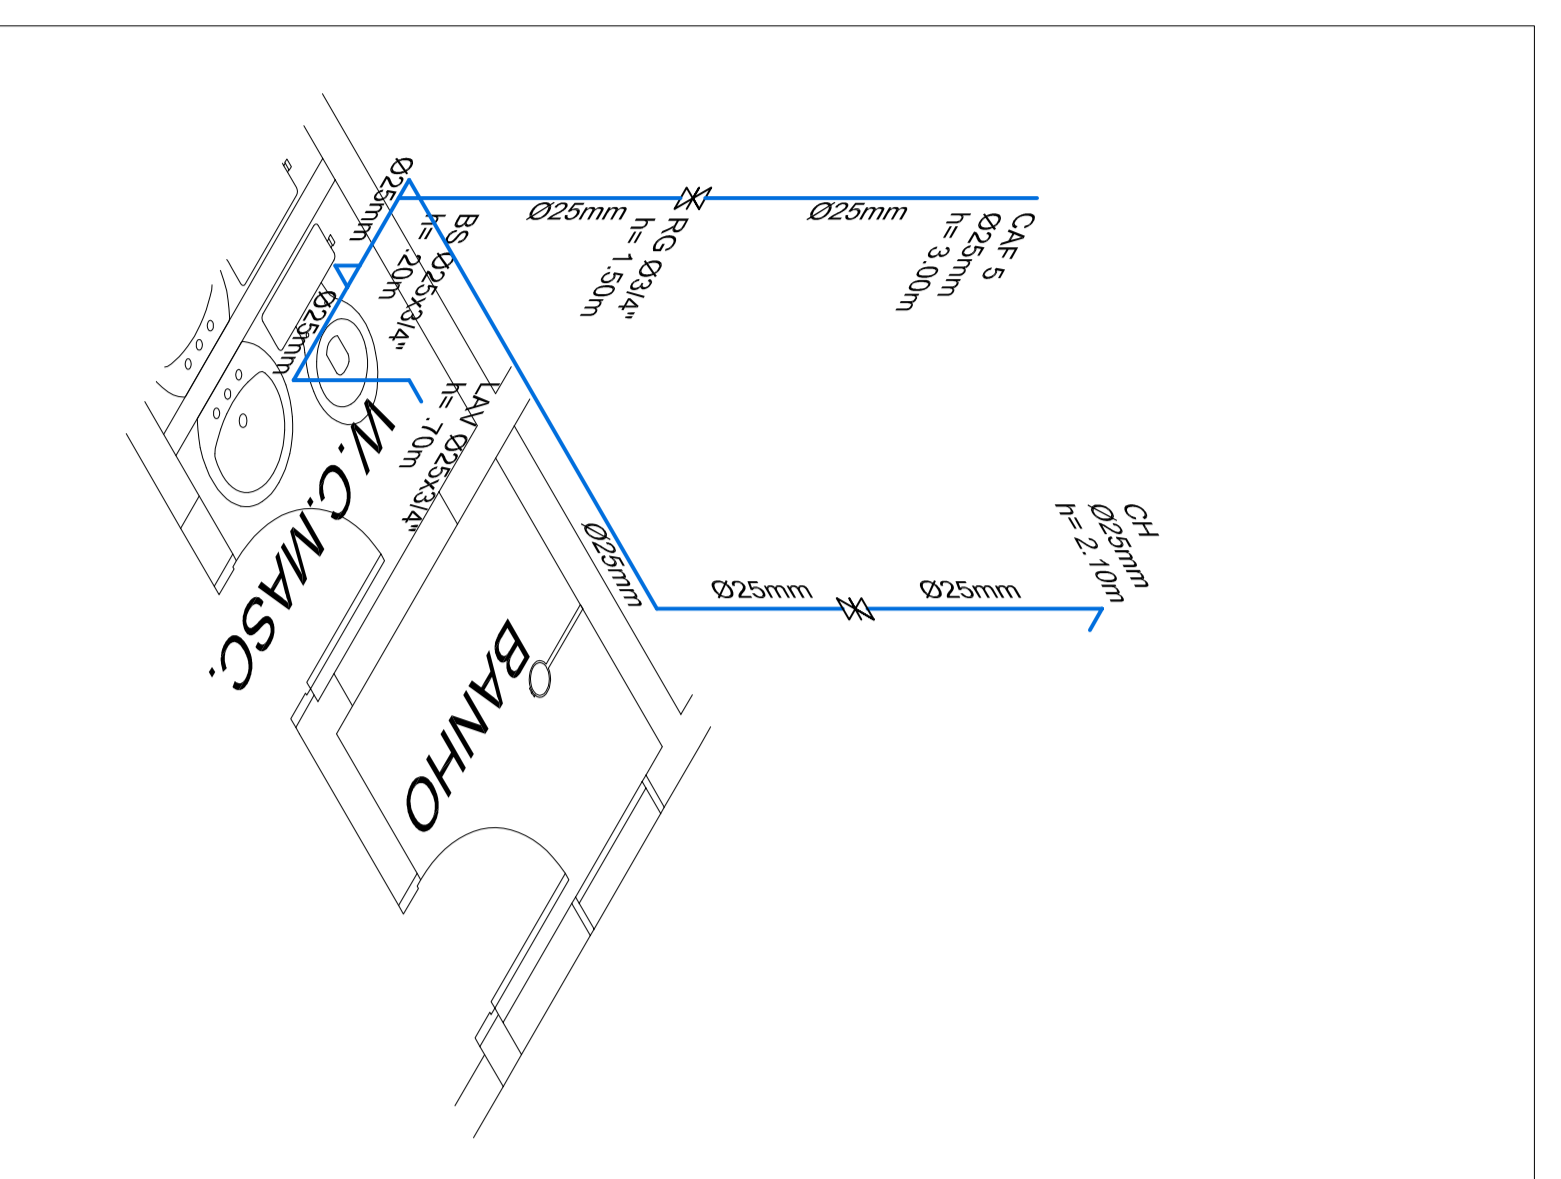 Ø25mm
BS Ø25x3/4"
h= .20m
Ø25mm
RG Ø3/4"
h= 1.50m
Ø25mm
CAF 5
Ø25mm
h= 3.00m
Ø25mm
LAV Ø25x3/4"
h= .70m
W.C.MASC.
Ø25mm
Ø25mm
Ø25mm
CH
Ø25mm
h= 2.10m
BANHO